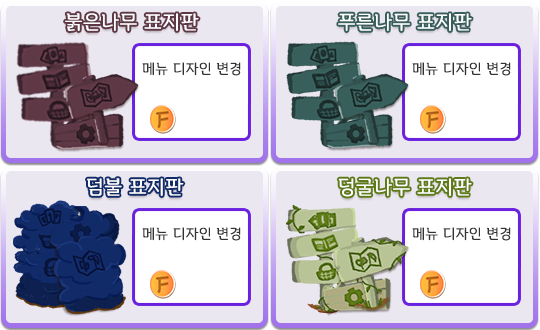 붉은나무 표지판
메뉴 디자인 변경
F
푸른나무 표지판
메뉴 디자인 변경
F
덤불 표지판
메뉴 디자인 변경
F
덩굴나무 표지판
메뉴 디자인 변경
F